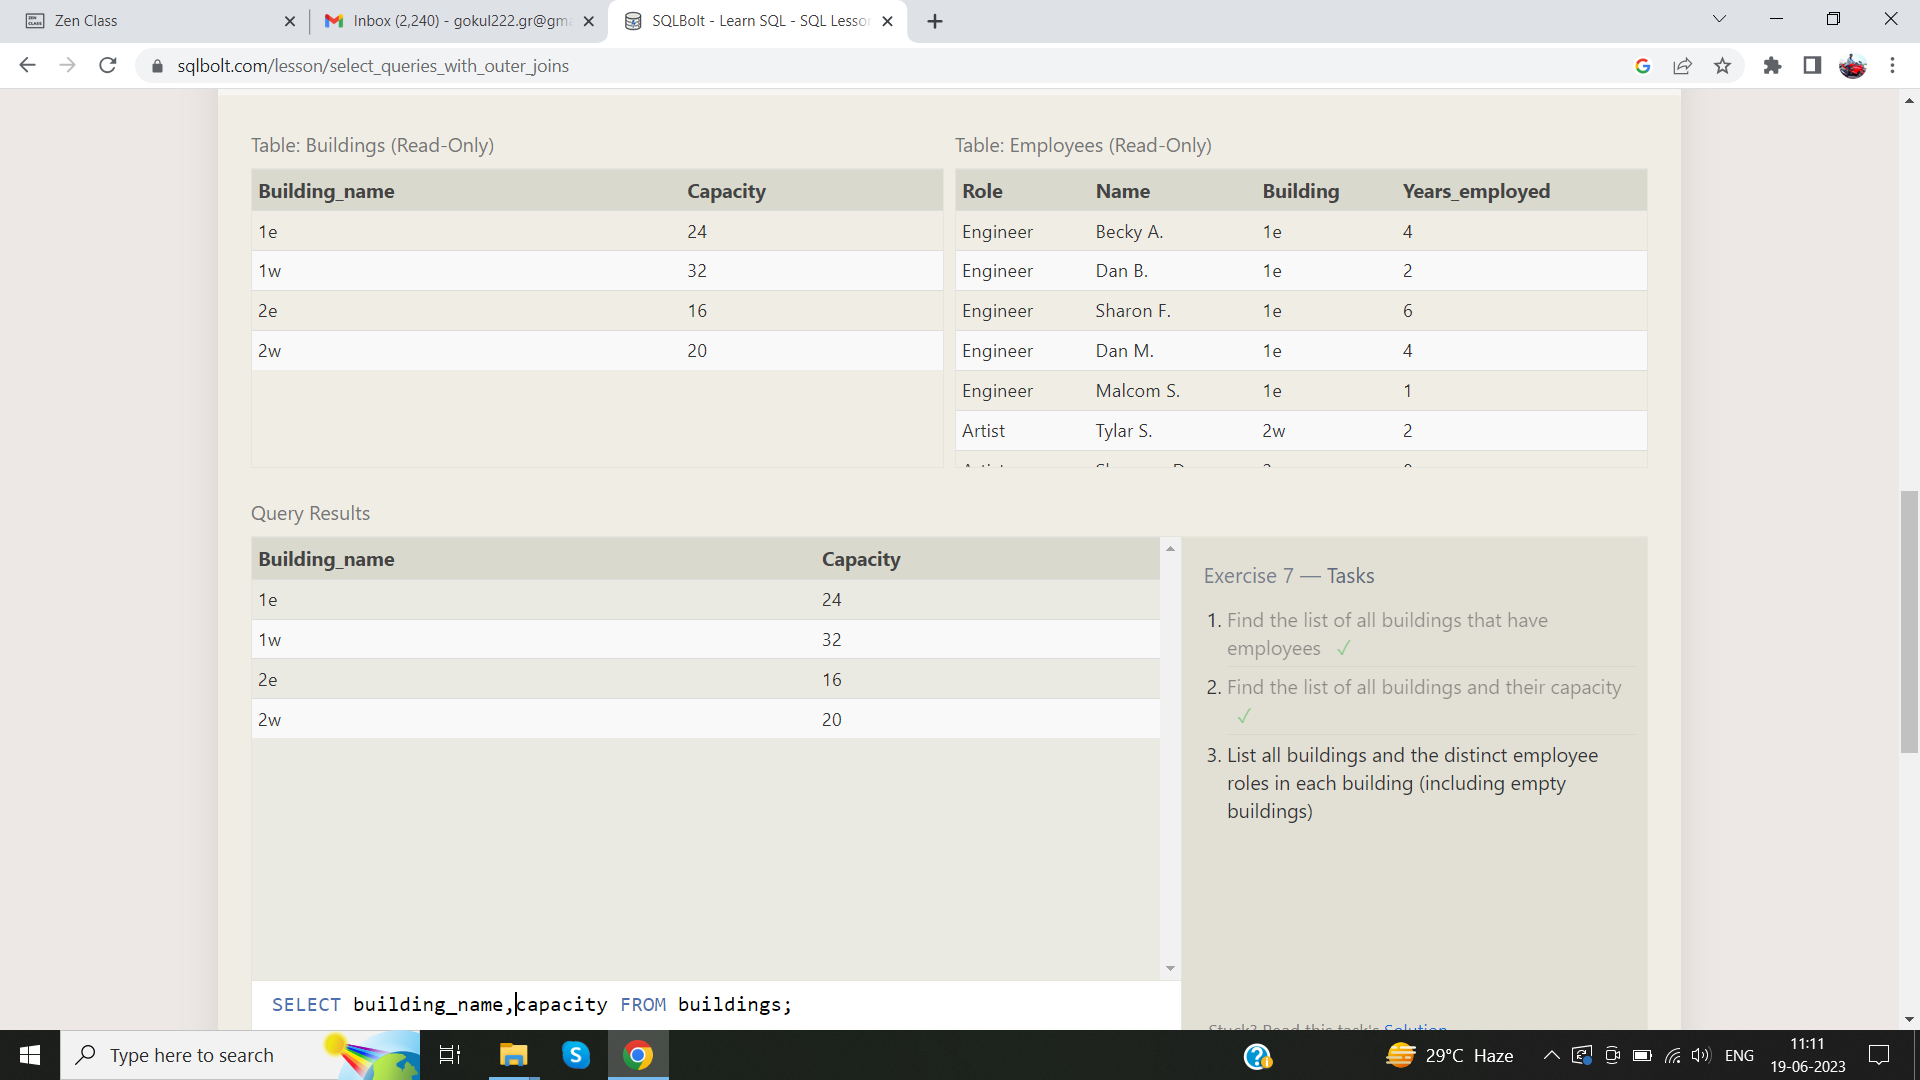 Zen Class
Inbox (2,240) - gokul222.gr@gm
SQLBolt - Learn SQL - SQL Lesso
sqlbolt.com/lesson/select_queries_with_outer_joins
Table: Buildings (Read-Only)
Building_name Capacity
1e 24
1w 32
2e 16
2w 20
Table: Employees (Read-Only)
Role Name Building Years_employed
Engineer Becky A. 1e 4
Engineer Dan B. 1e 2
Engineer Sharon F. 1e 6
Engineer Dan M. 1e 4
Engineer Malcom S. 1e 1
Artist Tylar S. 2w 2
Query Results
Building_name Capacity
1e 24
1w 32
2e 16
2w 20
Exercise 7 — Tasks
1. Find the list of all buildings that have
employees ✓
2. Find the list of all buildings and their capacity
✓
3. List all buildings and the distinct employee
roles in each building (including empty
buildings)
SELECT building_name,capacity FROM buildings;
Stuck? Read this task's Solution
Type here to search
29°C Haze
ENG
11:11
19-06-2023